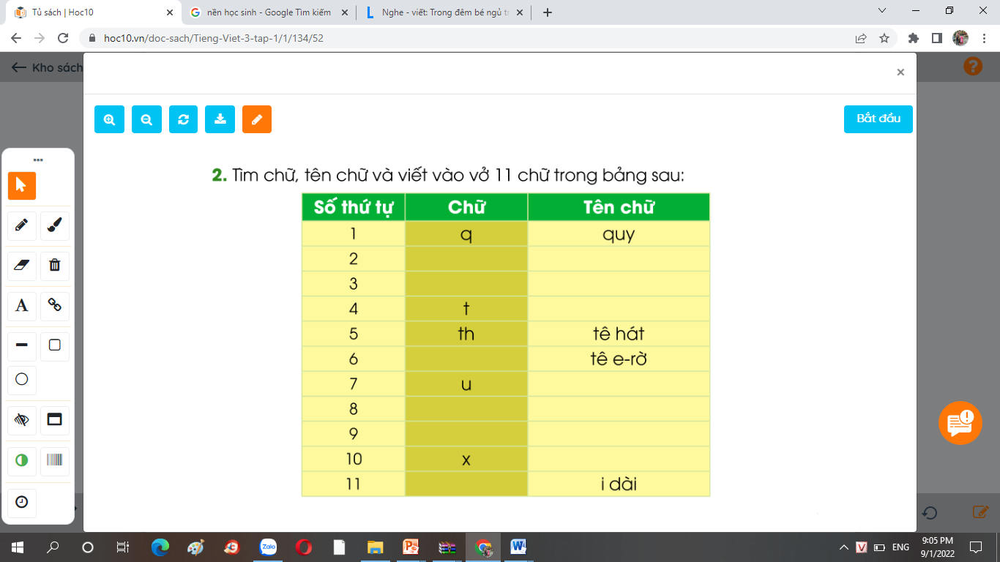 Tủ sách | Hoc10
nền học sinh - Google Tìm kiếm
Nghe - viết: Trong đêm bé ngủ tr
hoc10.vn/doc-sach/Tieng-Viet-3-tap-1/1/134/52
Kho sách
Bắt đầu
2. Tìm chữ, tên chữ và viết vào vở 11 chữ trong bảng sau:
Số thứ tự Chữ Tên chữ
1 q quy
2
3
4 t
5 th tê hát
6 tê e-rờ
7 u
8
9
10 x
11 i dài
Zalo
ENG
9:05 PM
9/1/2022